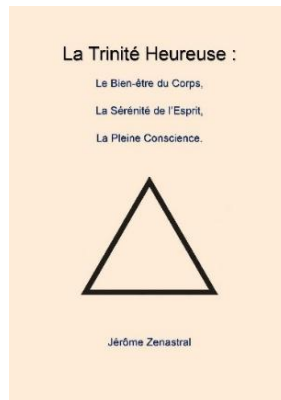 La Trinité Heureuse :
Le Bien-être du Corps,
La Sérénité de l'Esprit,
La Pleine Conscience.
Jérôme Zenastral